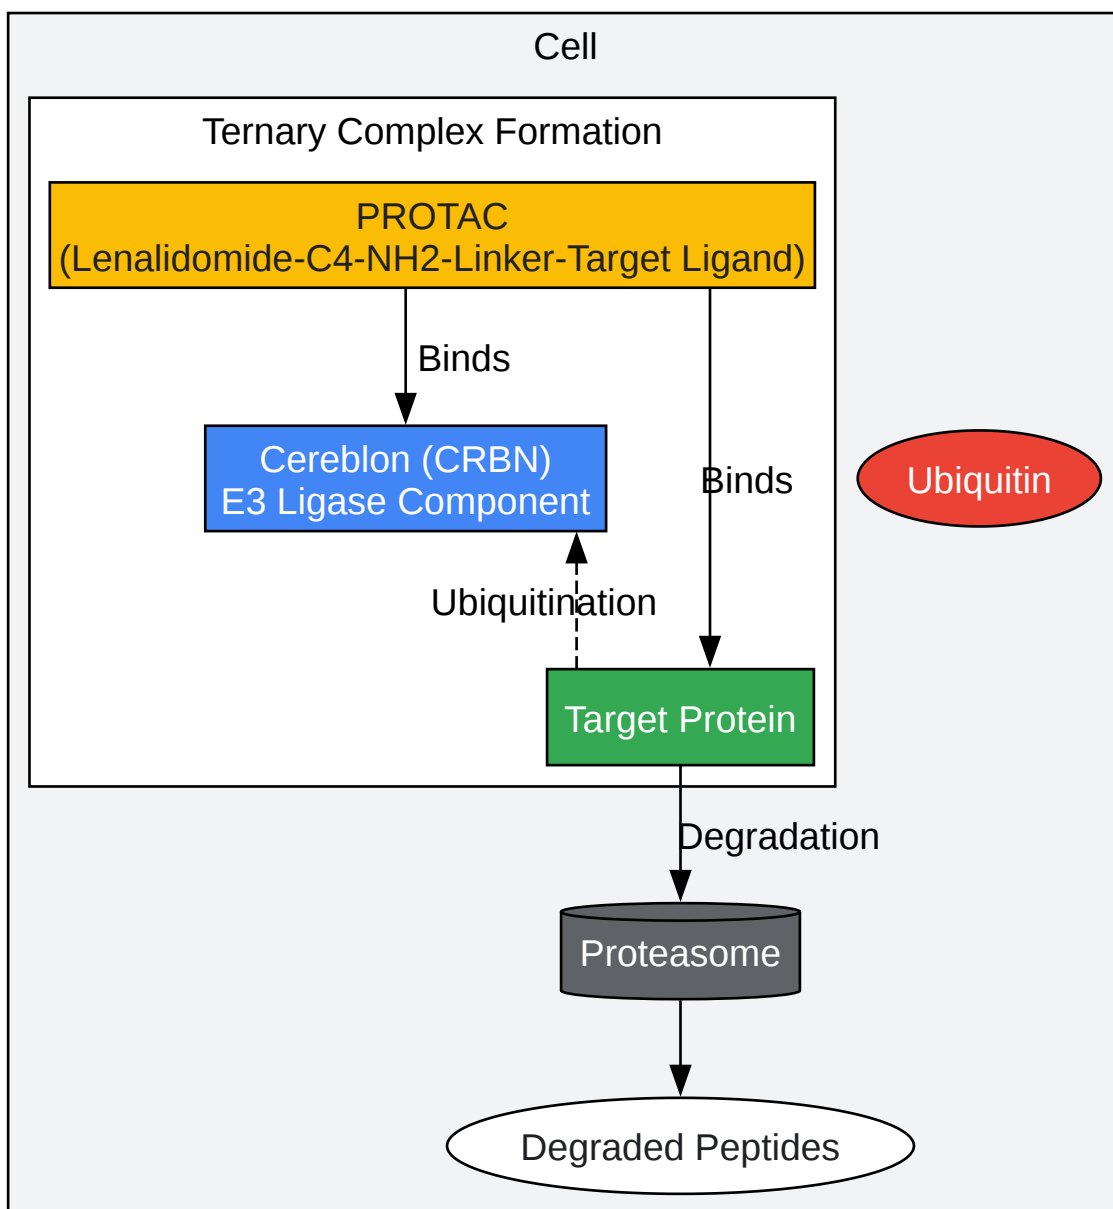 Cell
Ternary Complex Formation
PROTAC
(Lenalidomide-C4-NH2-Linker-Target Ligand)
Binds
Cereblon (CRBN)
E3 Ligase Component
Binds
Ubiquitin
Ubiquitination
Target Protein
Degradation
Proteasome
Degraded Peptides